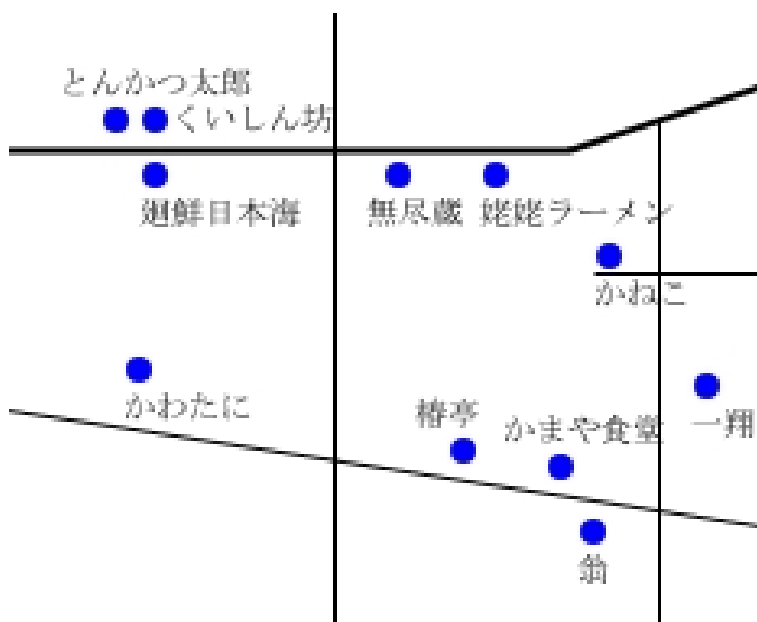 とんかつ太郎
くいしん坊
廻鮮日本海
無尽蔵
姥姥ラーメン
かねこ
かわたに
椿亭
かまや食堂
一翔
翁